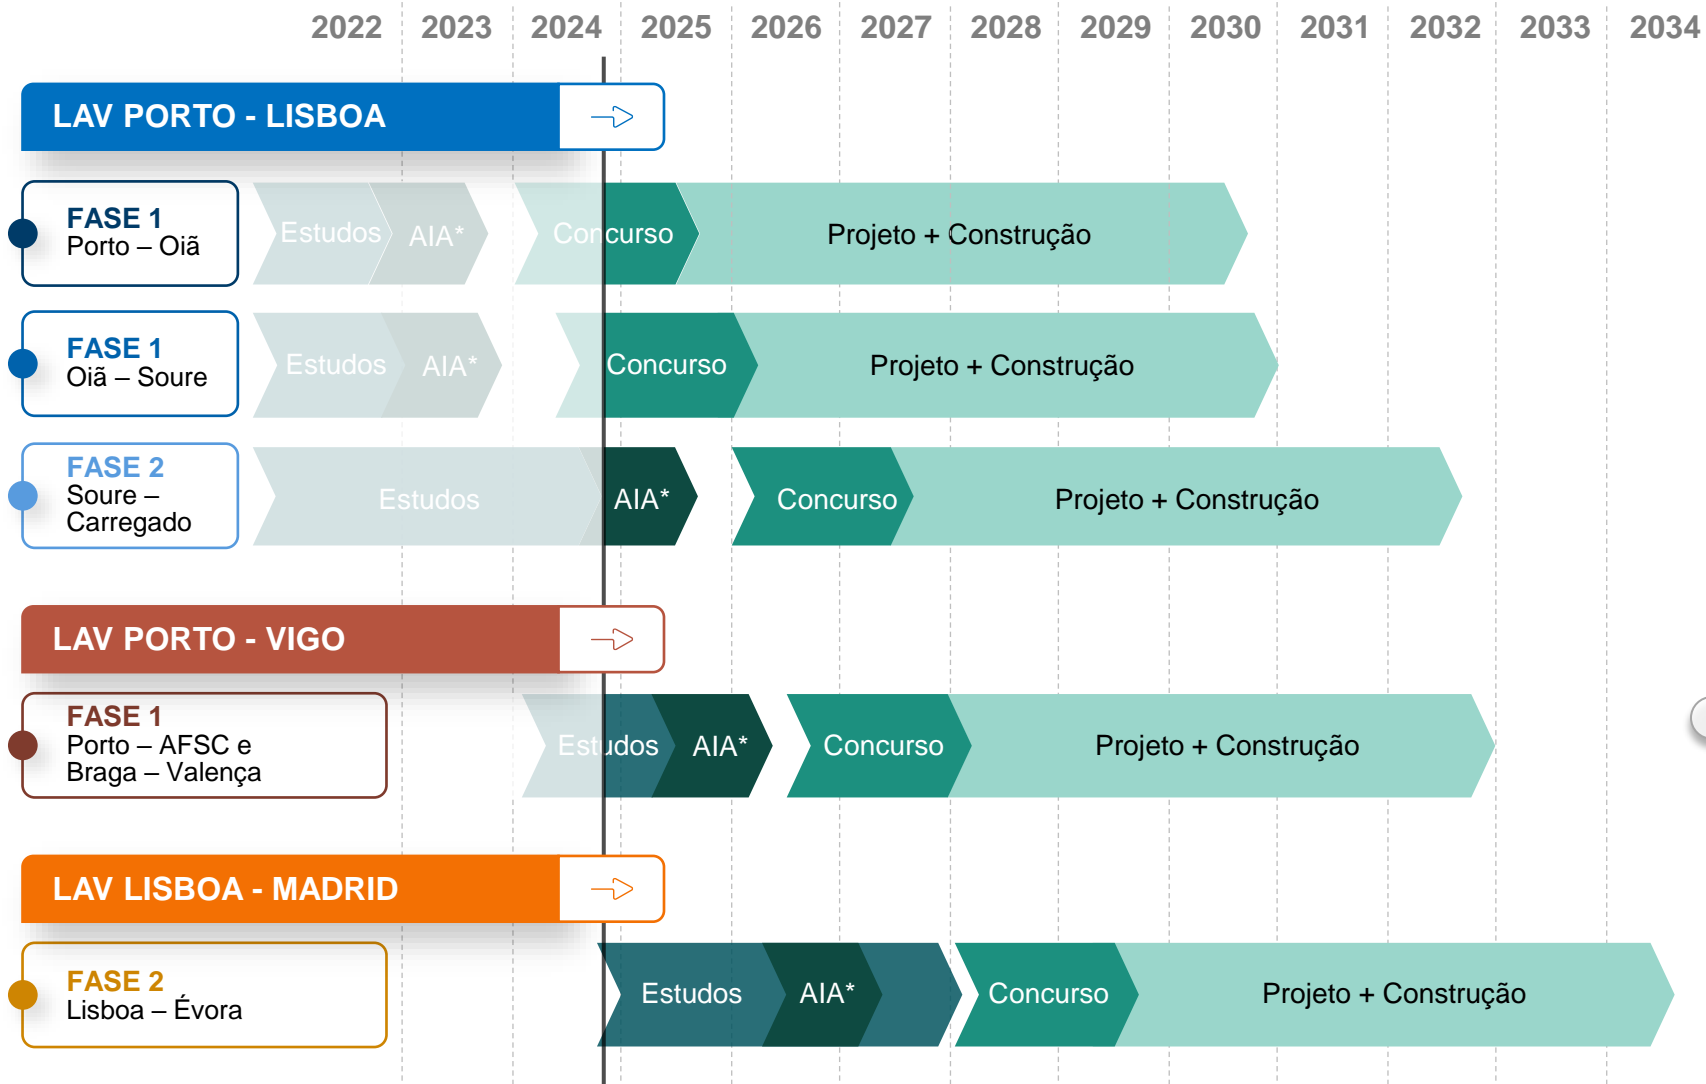 2022 2023 2024 2025 2026 2027 2028 2029 2030 2031 2032 2033 2034
LAV PORTO - LISBOA
FASE 1
Porto – Oiã
Estudos AIA* Concurso Projeto + Construção
FASE 1
Oiã – Soure
Estudos AIA* Concurso Projeto + Construção
FASE 2
Soure –
Carregado
Estudos AIA* Concurso Projeto + Construção
LAV PORTO - VIGO
FASE 1
Porto – AFSC e
Braga – Valença
Estudos AIA* Concurso Projeto + Construção
LAV LISBOA - MADRID
FASE 2
Lisboa – Évora
Estudos AIA* Concurso Projeto + Construção